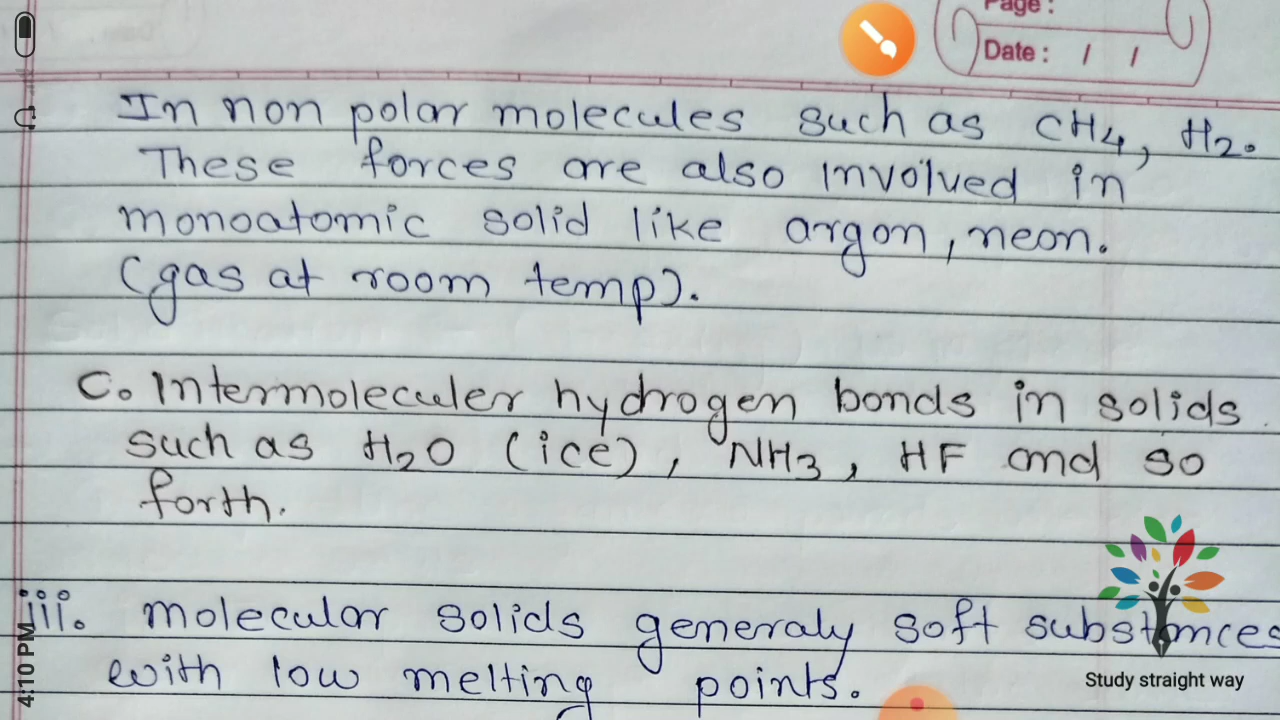 Page :
Date : / /
In non polar molecules such as CH4, H2.
These forces are also involved in
monoatomic solid like argon, neon.
(gas at room temp).
C. Intermoleculer hydrogen bonds in solids
such as H2O (ice), NH3, HF and so
forth.
iii. molecular solids generaly soft substances
with low melting points.
Study straight way
4:10 PM